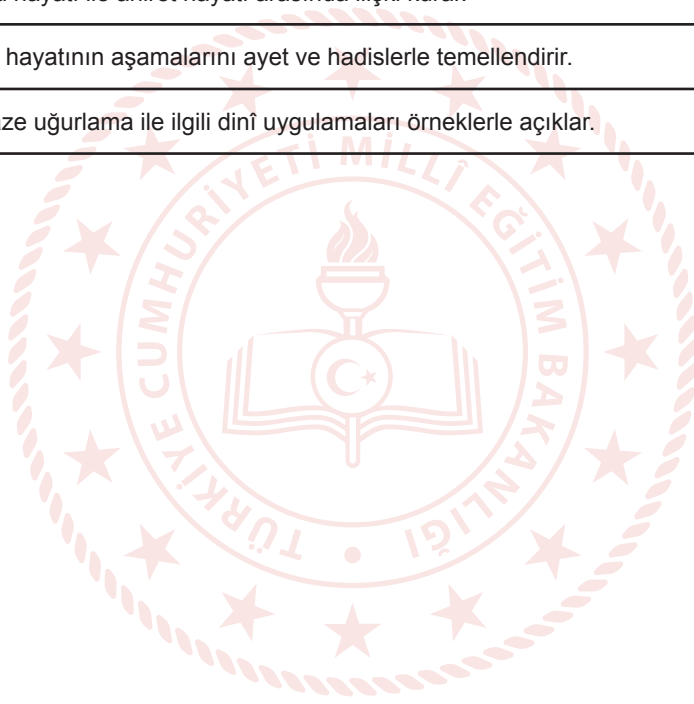 hayatı ile ahiret hayatı arasında ilişki kurar.
hayatının aşamalarını ayet ve hadislerle temellendirir.
aze uğurlama ile ilgili dinî uygulamaları örneklerle açıklar.
TÜRKİYE CUMHURİYETİ MİLLÎ EĞİTİM BAKANLIĞI